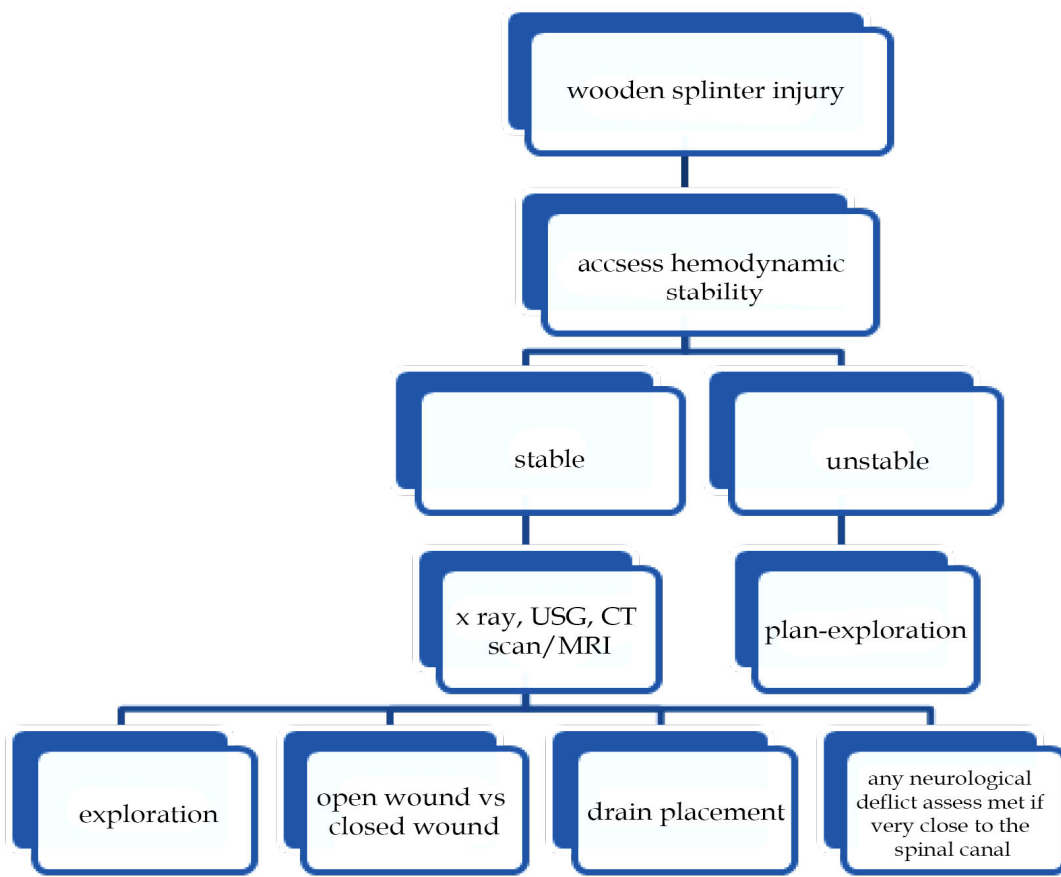 wooden splinter injury
accsess hemodynamic
stability
stable
unstable
x ray, USG, CT
scan/MRI
plan-exploration
exploration
open wound vs
closed wound
drain placement
any neurological
deflict assess met if
very close to the
spinal canal